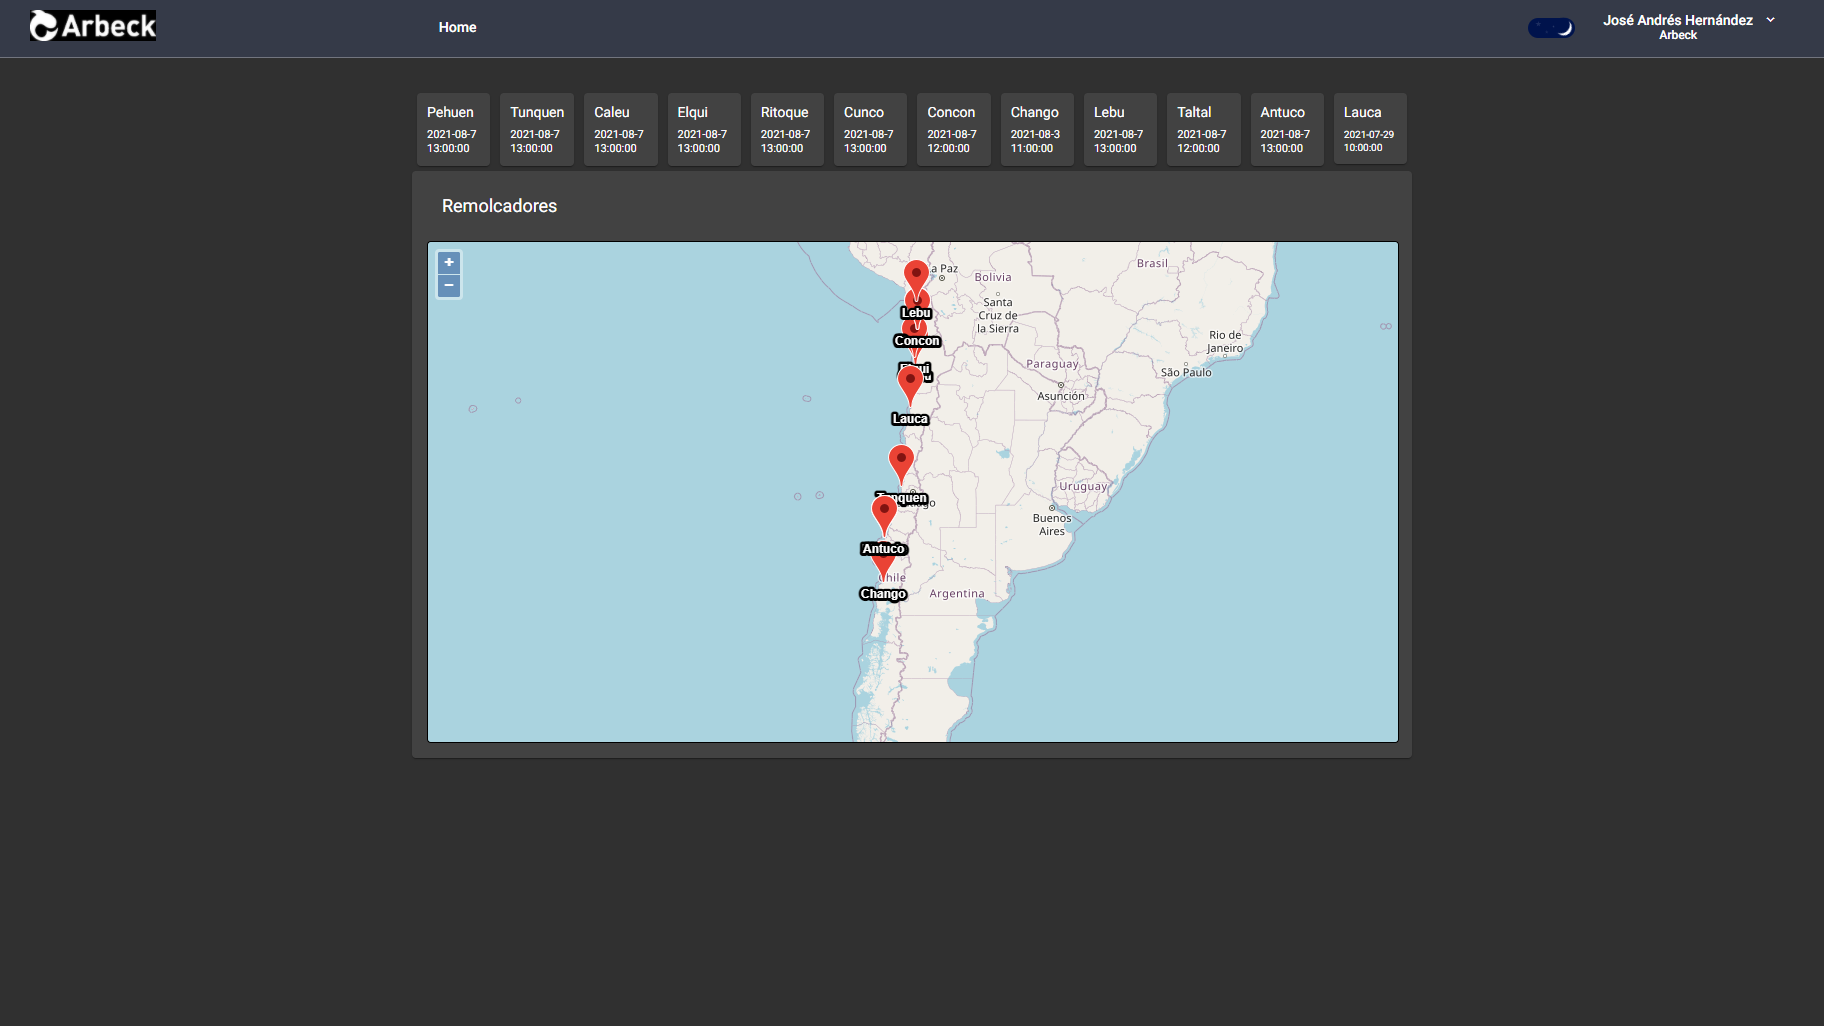 Arbeck
Home
José Andrés Hernández
Arbeck
Pehuen
2021-08-7
13:00:00
Tunquen
2021-08-7
13:00:00
Caleu
2021-08-7
13:00:00
Elqui
2021-08-7
13:00:00
Ritoque
2021-08-7
13:00:00
Cunco
2021-08-7
13:00:00
Concon
2021-08-7
12:00:00
Chango
2021-08-3
11:00:00
Lebu
2021-08-7
13:00:00
Taltal
2021-08-7
12:00:00
Antuco
2021-08-7
13:00:00
Lauca
2021-07-29
10:00:00
Remolcadores
+
−
a Paz
Bolivia
Brasil
Santa
Cruz de
la Sierra
Lebu
Concon
Rio de
Janeiro
Paraguay
São Paulo
Elqui
Asunción
Lauca
Uruguay
Tunquen
Buenos
Aires
Antuco
Chile
Chango
Argentina